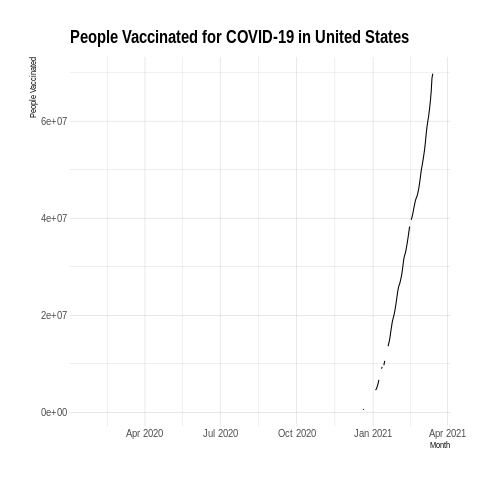 People Vaccinated for COVID-19 in United States
People Vaccinated
6e+07
4e+07
2e+07
0e+00
Apr 2020 Jul 2020 Oct 2020 Jan 2021 Apr 2021
Month